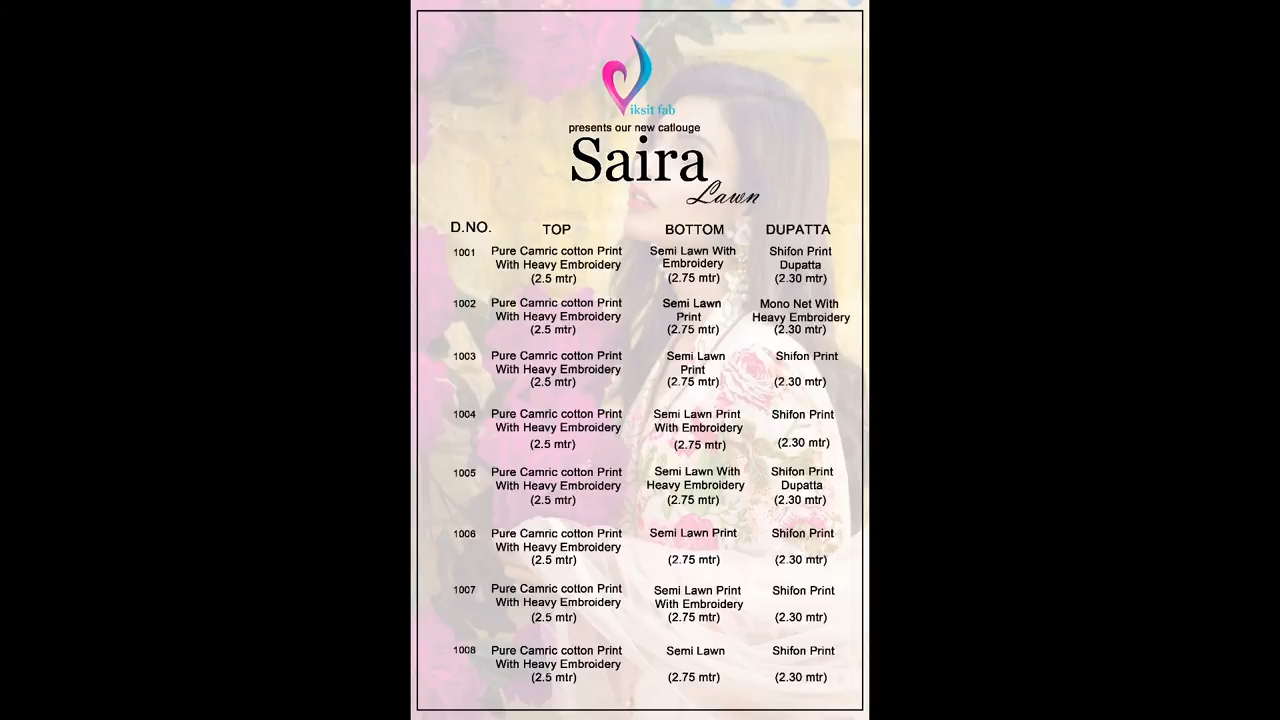 iksit fab
presents our new catlouge
Saira
Lawn
D.NO. TOP BOTTOM DUPATTA
1001 Pure Camric cotton Print Semi Lawn With Shifon Print
With Heavy Embroidery Embroidery Dupatta
(2.5 mtr) (2.75 mtr) (2.30 mtr)
1002 Pure Camric cotton Print Semi Lawn Mono Net With
With Heavy Embroidery Print Heavy Embroidery
(2.5 mtr) (2.75 mtr) (2.30 mtr)
1003 Pure Camric cotton Print Semi Lawn Shifon Print
With Heavy Embroidery Print
(2.5 mtr) (2.75 mtr) (2.30 mtr)
1004 Pure Camric cotton Print Semi Lawn Print Shifon Print
With Heavy Embroidery With Embroidery
(2.5 mtr) (2.75 mtr) (2.30 mtr)
1005 Pure Camric cotton Print Semi Lawn With Shifon Print
With Heavy Embroidery Heavy Embroidery Dupatta
(2.5 mtr) (2.75 mtr) (2.30 mtr)
1006 Pure Camric cotton Print Semi Lawn Print Shifon Print
With Heavy Embroidery
(2.5 mtr) (2.75 mtr) (2.30 mtr)
1007 Pure Camric cotton Print Semi Lawn Print Shifon Print
With Heavy Embroidery With Embroidery
(2.5 mtr) (2.75 mtr) (2.30 mtr)
1008 Pure Camric cotton Print Semi Lawn Shifon Print
With Heavy Embroidery
(2.5 mtr) (2.75 mtr) (2.30 mtr)